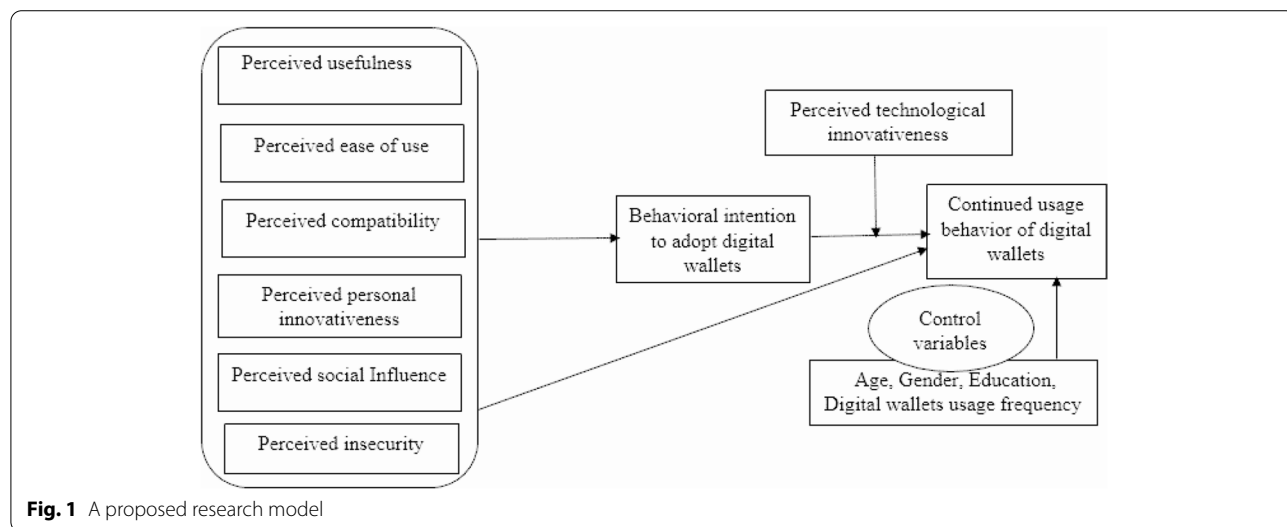 Perceived usefulness
Perceived ease of use
Perceived compatibility
Perceived personal
innovativeness
Perceived social Influence
Perceived insecurity
Behavioral intention
to adopt digital
wallets
Perceived technological
innovativeness
Continued usage
behavior of digital
wallets
Control
variables
Age, Gender, Education,
Digital wallets usage frequency
Fig. 1 A proposed research model